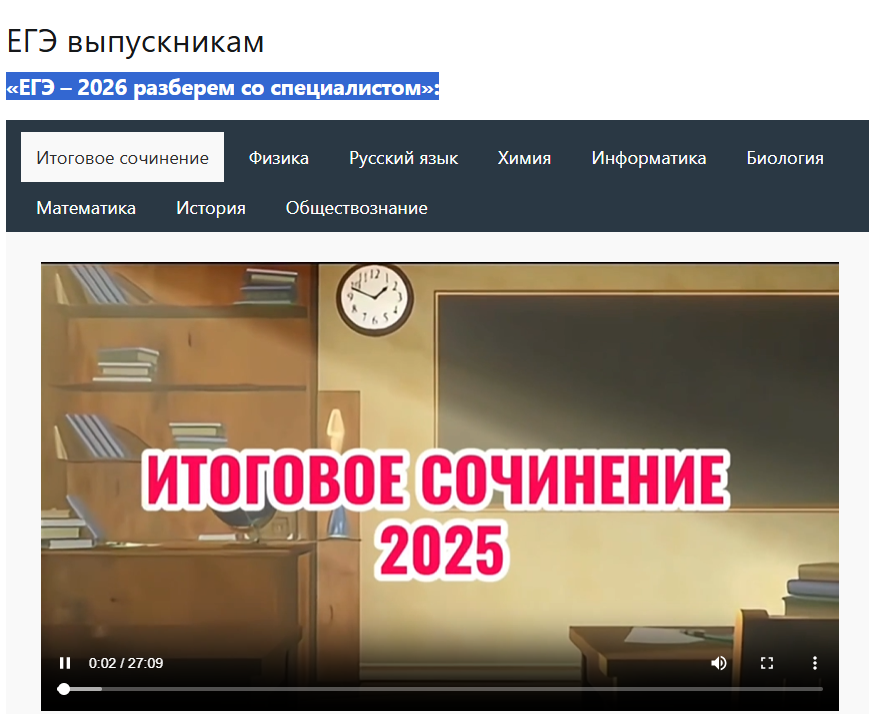 ЕГЭ выпускникам
«ЕГЭ – 2026 разберем со специалистом»:
Итоговое сочинение Физика Русский язык Химия Информатика Биология
Математика История Обществознание
ИТОГОВОЕ СОЧИНЕНИЕ
2025
0:02 / 27:09